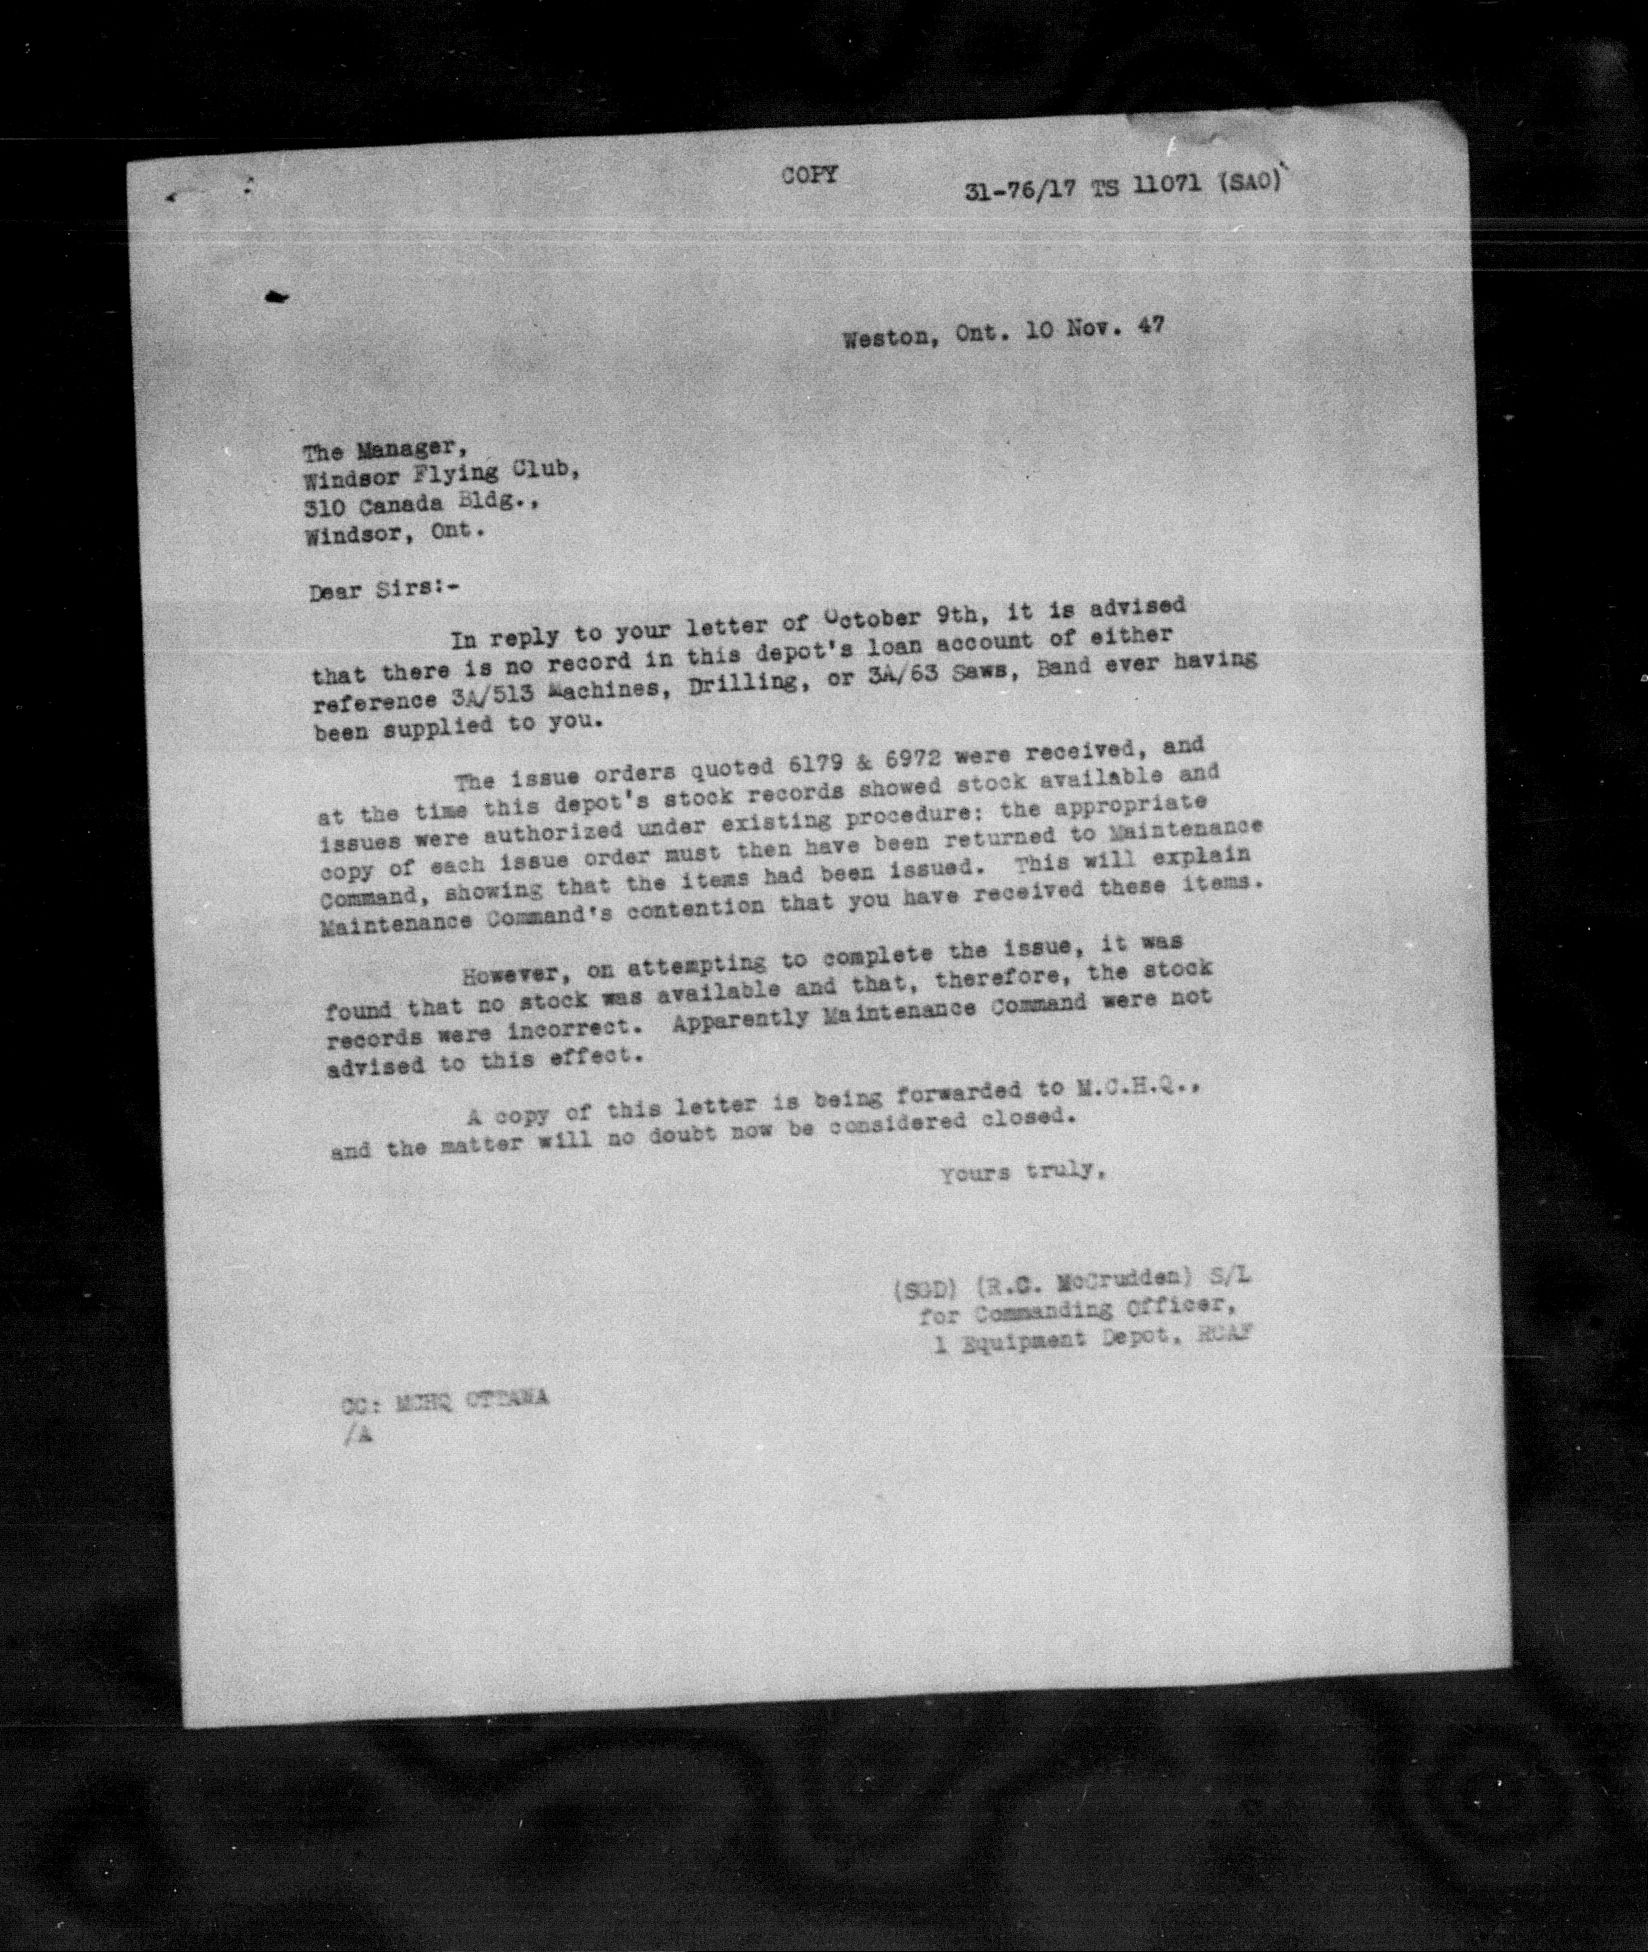 COPY
31-76/17 TS 11071 (SAO)
Weston, Ont. 10 Nov. 47
The Manager,
Windsor Flying Club,
310 Canada Bldg.,
Windsor, Ont.
Dear Sirs:-
In reply to your letter of October 9th, it is advised
that there is no record in this depot's loan account of either
reference 3A/513 Machines, Drilling, or 3A/63 Saws, Band ever having
been supplied to you.
The issue orders quoted 6179 & 6972 were received, and
at the time this depot's stock records showed stock available and
issues were authorized under existing procedure: the appropriate
copy of each issue order must then have been returned to Maintenance
Command, showing that the items had been issued. This will explain
Maintenance Command's contention that you have received these items.
However, on attempting to complete the issue, it was
found that no stock was available and that, therefore, the stock
records were incorrect. Apparently Maintenance Command were not
advised to this effect.
A copy of this letter is being forwarded to M.C.H.Q.,
and the matter will no doubt now be considered closed.
Yours truly,
(SGD) (R.C. McCrudden) S/L
for Commanding Officer,
1 Equipment Depot, RCAF
CC: MCHQ OTTAWA
/A